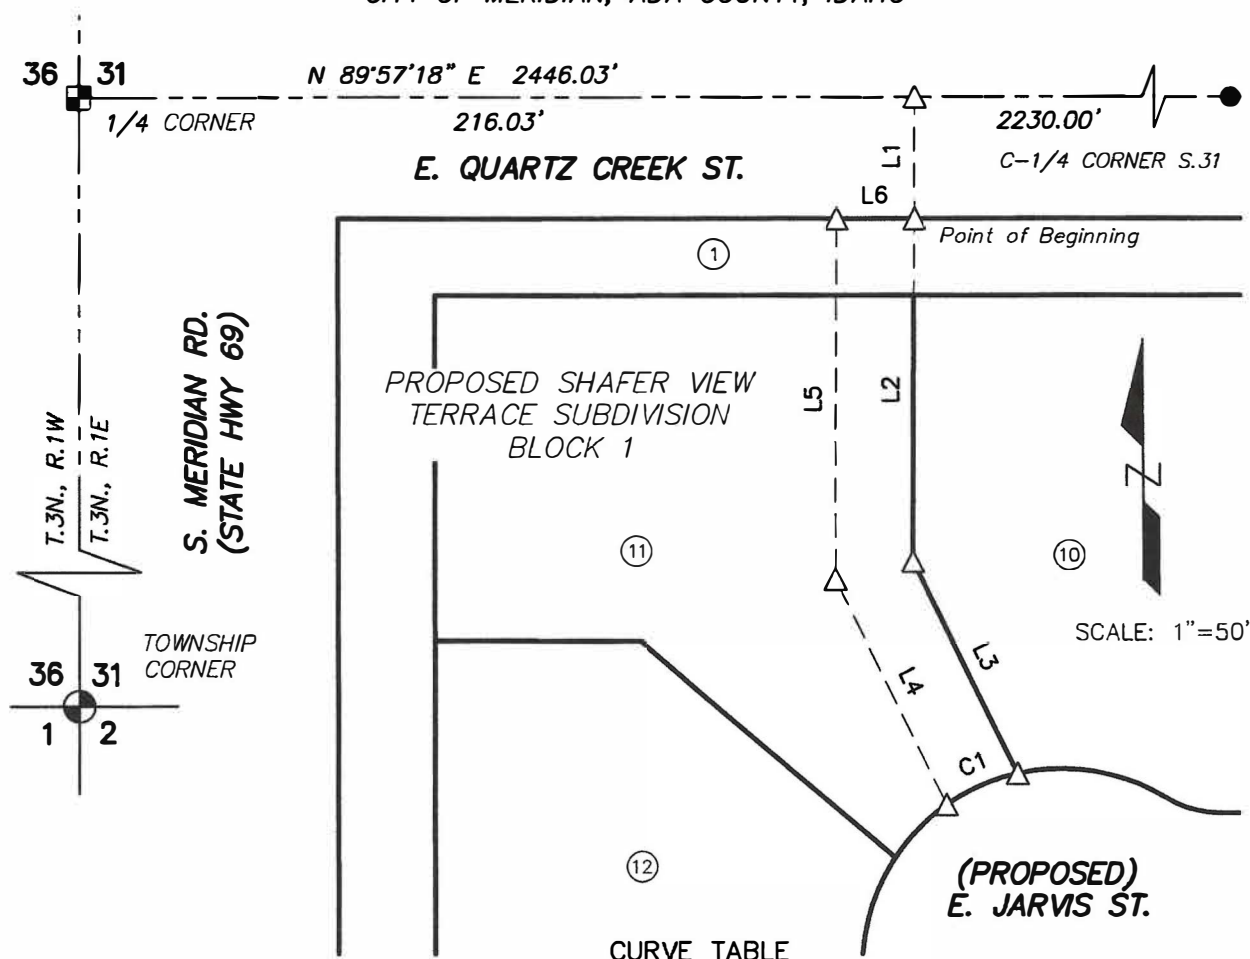 CITY OF MERIDIAN, ADA COUNTY, IDAHO
36 31
N 89°57'18" E 2446.03'
1/4 CORNER
216.03'
2230.00'
E. QUARTZ CREEK ST.
L1
C-1/4 CORNER S.31
L6
Point of Beginning
1
S. MERIDIAN RD.
(STATE HWY 69)
T.3N., R.1W
T.3N., R.1E
PROPOSED SHAFER VIEW
TERRACE SUBDIVISION
BLOCK 1
L5
L2
N
11
10
SCALE: 1"=50'
TOWNSHIP
CORNER
36 31
1 2
L4
L3
C1
12
(PROPOSED)
E. JARVIS ST.
CURVE TABLE